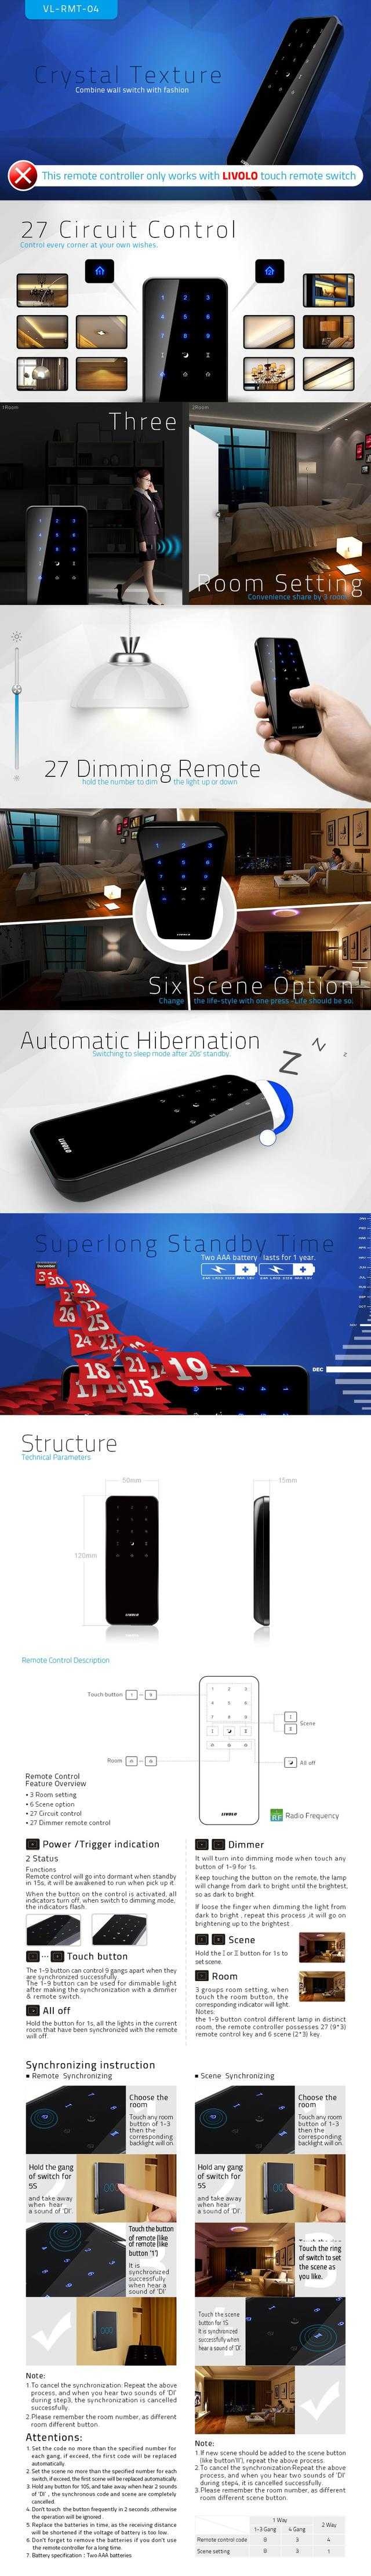 VL-RMT-04
Crystal Texture
Combine wall switch with fashion
This remote controller only works with LIVOLO touch remote switch
27 Circuit Control
Control every corner at your own wishes.
1Room
2Room
Three
Room Setting
Convenience share by 3 room
27 Dimming Remote
hold the number to dim the light up or down
Six Scene Option
Change the life-style with one press - Life should be so.
Automatic Hibernation
Switching to sleep mode after 20s' standby.
LIVOLO
Superlong Standby Time
Two AAA battery lasts for 1 year.
December
31 30 29
26 25
24 23 22
18 21 19 1
17 16 15
DEC
Structure
Technical Parameters
50mm
15mm
120mm
LIVOLO
Remote Control Description
Touch button 1 - 9
Scene
Room
All off
LIVOLO
Remote Control
Feature Overview
• 3 Room setting
• 6 Scene option
• 27 Circuit control
• 27 Dimmer remote control
RF Radio Frequency
Power /Trigger indication
2 Status
Functions
Remote control will go into dormant when standby
in 15s, it will be awakened to run when pick up it.
When the button on the control is activated, all
indicators turn off, when switch to dimming mode,
the indicators flash.
Touch button
The 1-9 button can control 9 gangs apart when they
are synchronized successfully.
The 1-9 button can be used for dimmable light
after making the synchronization with a dimmer
& remote switch.
All off
Hold the button for 1s, all the lights in the current
room that have been synchronized with the remote
will off.
Dimmer
It will turn into dimming mode when touch any
button of 1-9 for 1s.
Keep touching the button on the remote, the lamp
will change from dark to bright until the brightest,
so as dark to bright.
If loose the finger when dimming the light from
dark to bright , repeat this process ,it will go on
brightening up to the brightest .
Scene
Hold the I or II button for 1s to
set scene.
Room
3 groups room setting, when
touch the room button, the
corresponding indicator will light.
Notes:
the 1-9 button control different lamp in distinct
room, the remote controller possesses 27 (9*3)
remote control key and 6 scene (2*3) key.
Synchronizing instruction
▪ Remote Synchronizing
Choose the
room
Touch any room
button of 1-3
then the
corresponding
backlight will on.
Hold the gang
of switch for
5S
and take away
when hear
a sound of 'DI'.
Touch the button
of remote (like
button '1')
It is
synchronized
successfully
when hear a
sound of 'DI'
Note:
1.To cancel the synchronization: Repeat the above
process, and when you hear two sounds of 'DI'
during step3, the synchronization is cancelled
successfully.
2.Please remember the room number, as different
room different button.
Attentions:
1. Set the code no more than the specified number for
each gang, if exceed, the first code will be replaced
automatically.
2. Set the scene no more than the specified number for each
switch, if exceed, the first scene will be replaced automatically.
3. Hold any button for 10S, and take away when hear 2 sounds
of 'DI' , the synchronous code and scene are completely
cancelled.
4. Don't touch the button frequently in 2 seconds ,otherwise
the operation will be ignored .
5. Replace the batteries in time, as the receiving distance
will be shortened if the voltage of battery is too low.
6. Don't forget to remove the batteries if you don't use
the remote controller for a long time.
7. Battery specification : Two AAA batteries
▪ Scene Synchronizing
Choose the
room
Touch any room
button of 1-3
then the
corresponding
backlight will on.
Hold any gang
of switch for
5S
and take away
when hear
a sound of 'DI'.
Touch the ring
of switch to set
the scene as
you like.
Touch the scene
button for 1S.
It is synchronized
successfully when
hear a sound of 'DI'.
Note:
1.If new scene should be added to the scene button
(like button'II'), repeat the above process.
2.To cancel the synchronization:Repeat the above
process, and when you hear two sounds of 'DI'
during step4, it is cancelled successfully.
3.Please remember the room number, as different
room different scene button.
1 Way 2 Way
1-3 Gang 4 Gang
Remote control code 8 3 4
Scene setting 8 3 1